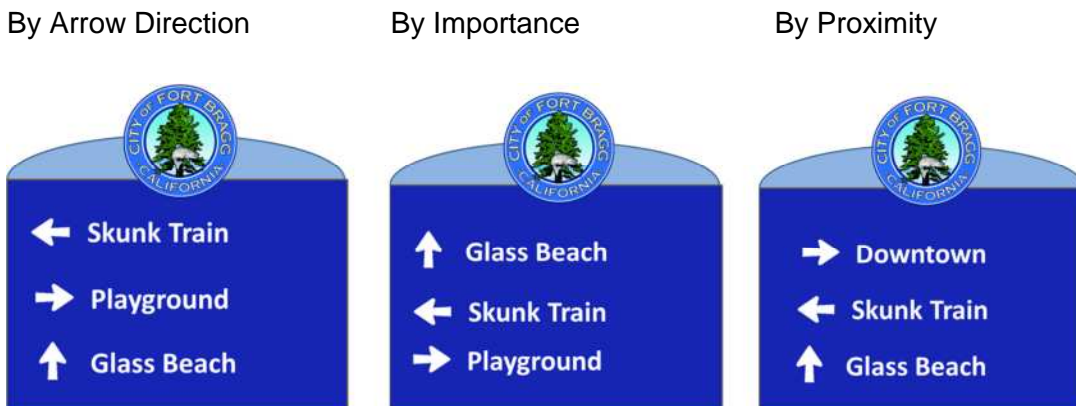 By Arrow Direction
By Importance
By Proximity
CITY OF FORT BRAGG
CALIFORNIA
← Skunk Train
→ Playground
↑ Glass Beach
CITY OF FORT BRAGG
CALIFORNIA
↑ Glass Beach
← Skunk Train
→ Playground
CITY OF FORT BRAGG
CALIFORNIA
→ Downtown
← Skunk Train
↑ Glass Beach